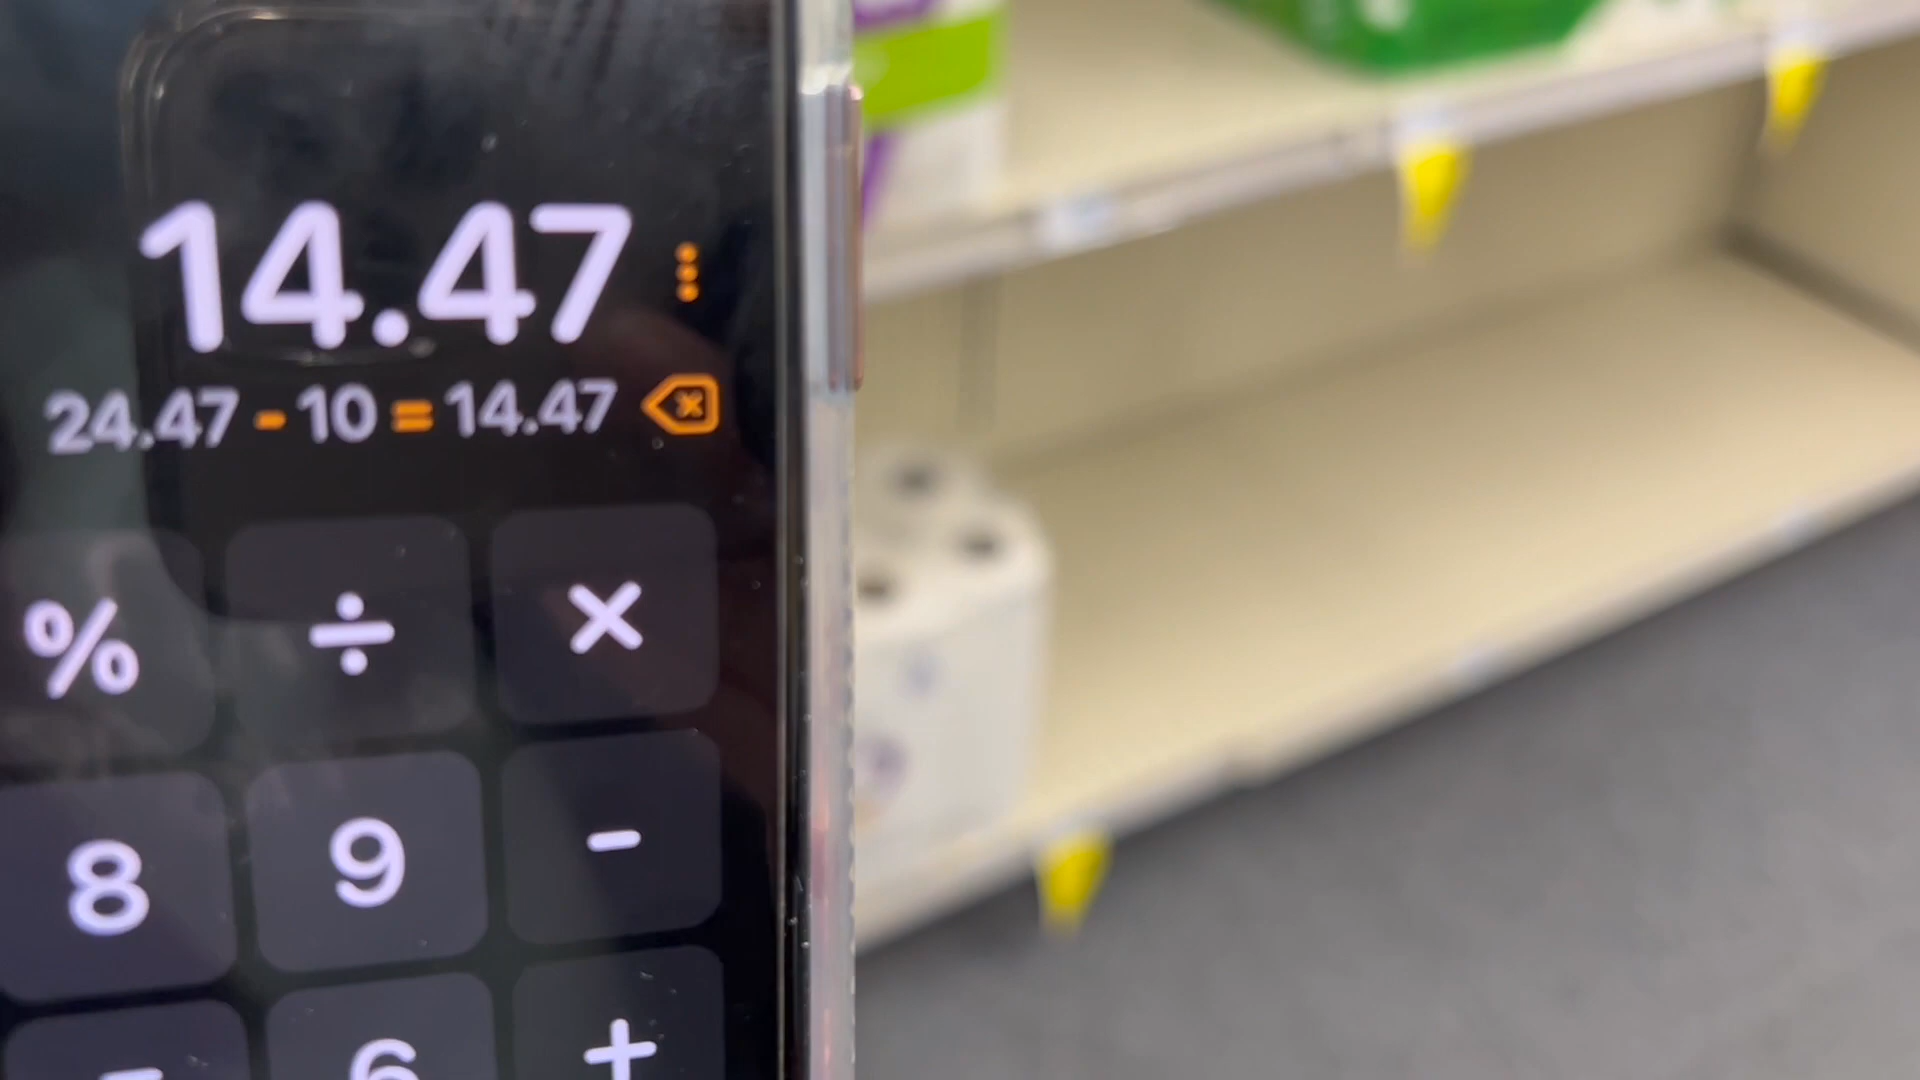 14.47
24.47 - 10 = 14.47
% ÷ ×
8 9 -
6 +